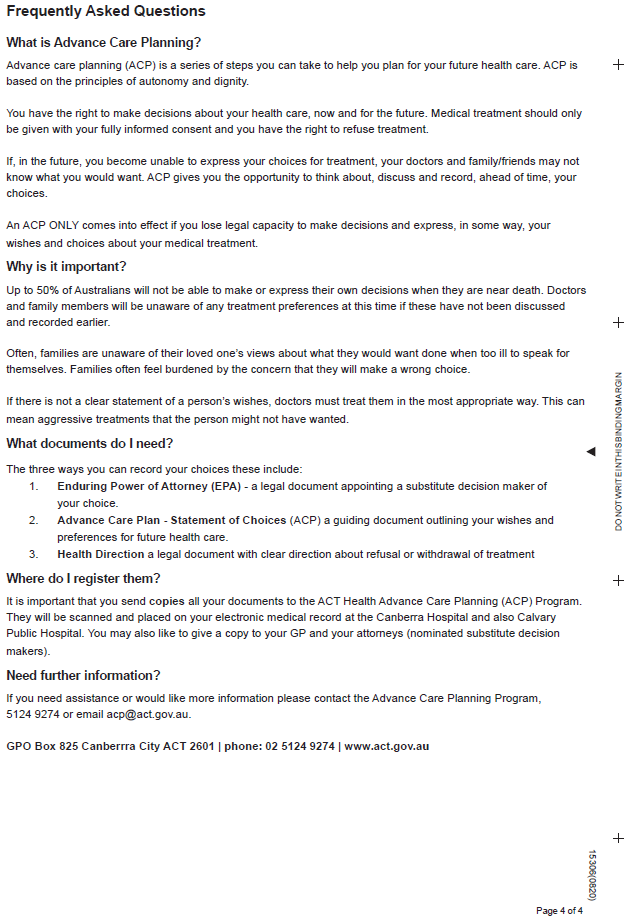 Frequently Asked Questions
What is Advance Care Planning?
Advance care planning (ACP) is a series of steps you can take to help you plan for your future health care. ACP is
based on the principles of autonomy and dignity.
You have the right to make decisions about your health care, now and for the future. Medical treatment should only
be given with your fully informed consent and you have the right to refuse treatment.
If, in the future, you become unable to express your choices for treatment, your doctors and family/friends may not
know what you would want. ACP gives you the opportunity to think about, discuss and record, ahead of time, your
choices.
An ACP ONLY comes into effect if you lose legal capacity to make decisions and express, in some way, your
wishes and choices about your medical treatment.
Why is it important?
Up to 50% of Australians will not be able to make or express their own decisions when they are near death. Doctors
and family members will be unaware of any treatment preferences at this time if these have not been discussed
and recorded earlier.
Often, families are unaware of their loved one's views about what they would want done when too ill to speak for
themselves. Families often feel burdened by the concern that they will make a wrong choice.
If there is not a clear statement of a person's wishes, doctors must treat them in the most appropriate way. This can
mean aggressive treatments that the person might not have wanted.
What documents do I need?
The three ways you can record your choices these include:
1. Enduring Power of Attorney (EPA) - a legal document appointing a substitute decision maker of
your choice.
2. Advance Care Plan - Statement of Choices (ACP) a guiding document outlining your wishes and
preferences for future health care.
3. Health Direction a legal document with clear direction about refusal or withdrawal of treatment
Where do I register them?
It is important that you send copies all your documents to the ACT Health Advance Care Planning (ACP) Program.
They will be scanned and placed on your electronic medical record at the Canberra Hospital and also Calvary
Public Hospital. You may also like to give a copy to your GP and your attorneys (nominated substitute decision
makers).
Need further information?
If you need assistance or would like more information please contact the Advance Care Planning Program,
5124 9274 or email acp@act.gov.au.
GPO Box 825 Canberrra City ACT 2601 | phone: 02 5124 9274 | www.act.gov.au
DO NOT WRITE IN THIS BINDING MARGIN
15306(0820)
Page 4 of 4